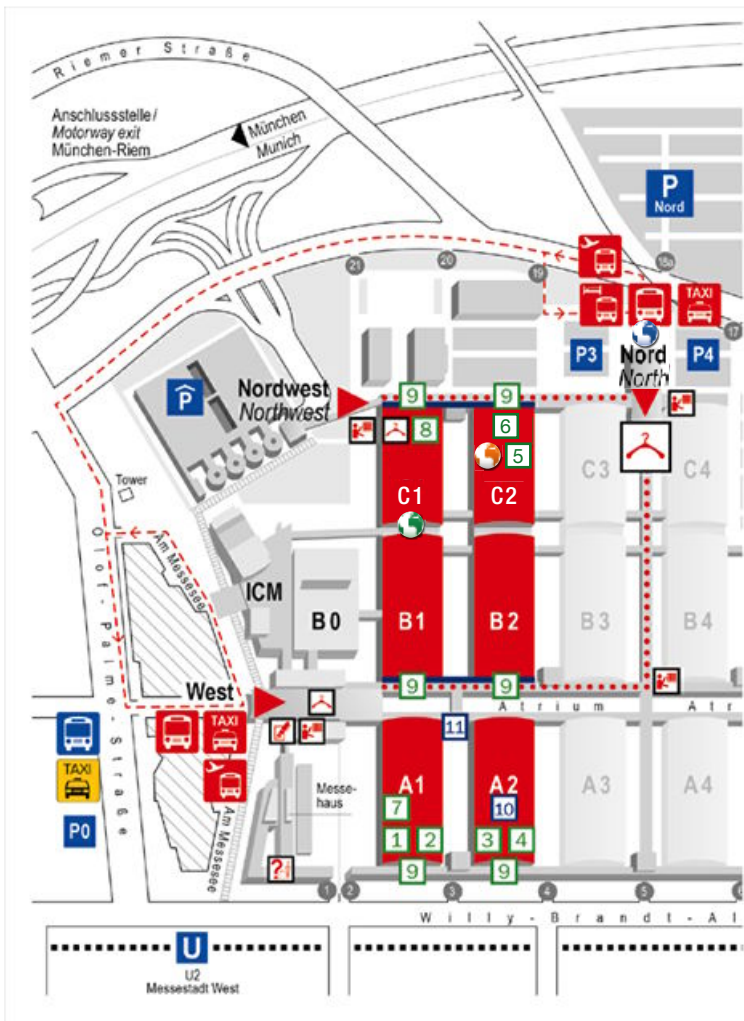 Riemer Straße
Anschlussstelle/
Motorway exit
München-Riem
München
Munich
P
Nord
21
20
19
18a
17
TAXI
P3
Nord
North
P4
P
Nordwest
Northwest
9
9
8
6
5
C1
C2
C3
C4
Tower
Am Messesee
Olof-Palme-Straße
ICM
B0
B1
B2
B3
B4
West
9
9
Atrium
Atr
TAXI
TAXI
P0
11
A1
A2
A3
A4
Messe-
haus
7
10
1
2
3
4
9
9
Am Messesee
?
1
2
3
4
5
6
Willy-Brandt-Al
U
U2
Messestadt West